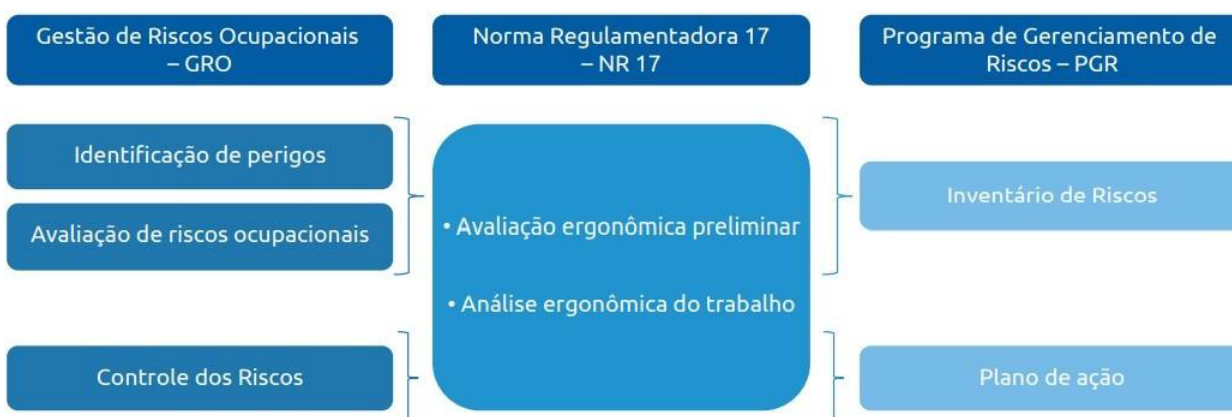 Gestão de Riscos Ocupacionais
– GRO
Norma Regulamentadora 17
– NR 17
Programa de Gerenciamento de
Riscos – PGR
Identificação de perigos
Avaliação de riscos ocupacionais
Controle dos Riscos
• Avaliação ergonômica preliminar
• Análise ergonômica do trabalho
Inventário de Riscos
Plano de ação